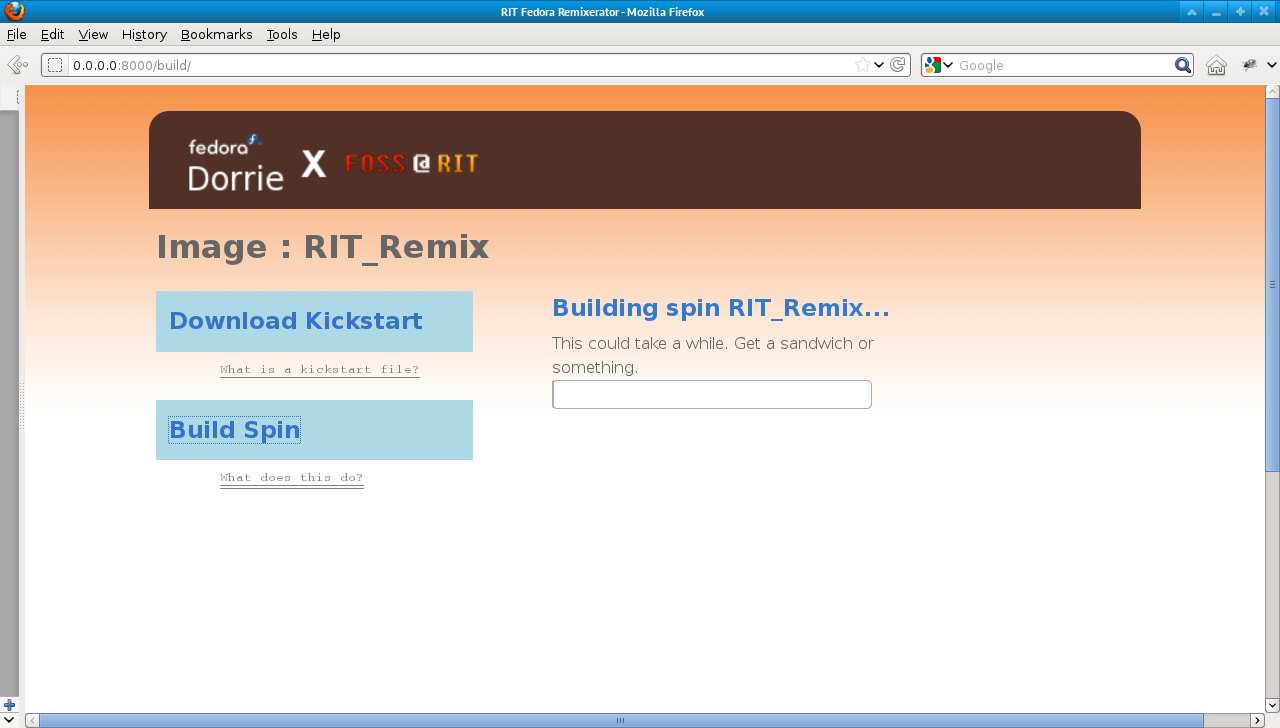 RIT Fedora Remixerator - Mozilla Firefox
File Edit View History Bookmarks Tools Help
0.0.0.0:8000/build/
Google
fedora
Dorrie X FOSS@RIT
Image : RIT_Remix
Download Kickstart
What is a kickstart file?
Build Spin
What does this do?
Building spin RIT_Remix...
This could take a while. Get a sandwich or
something.